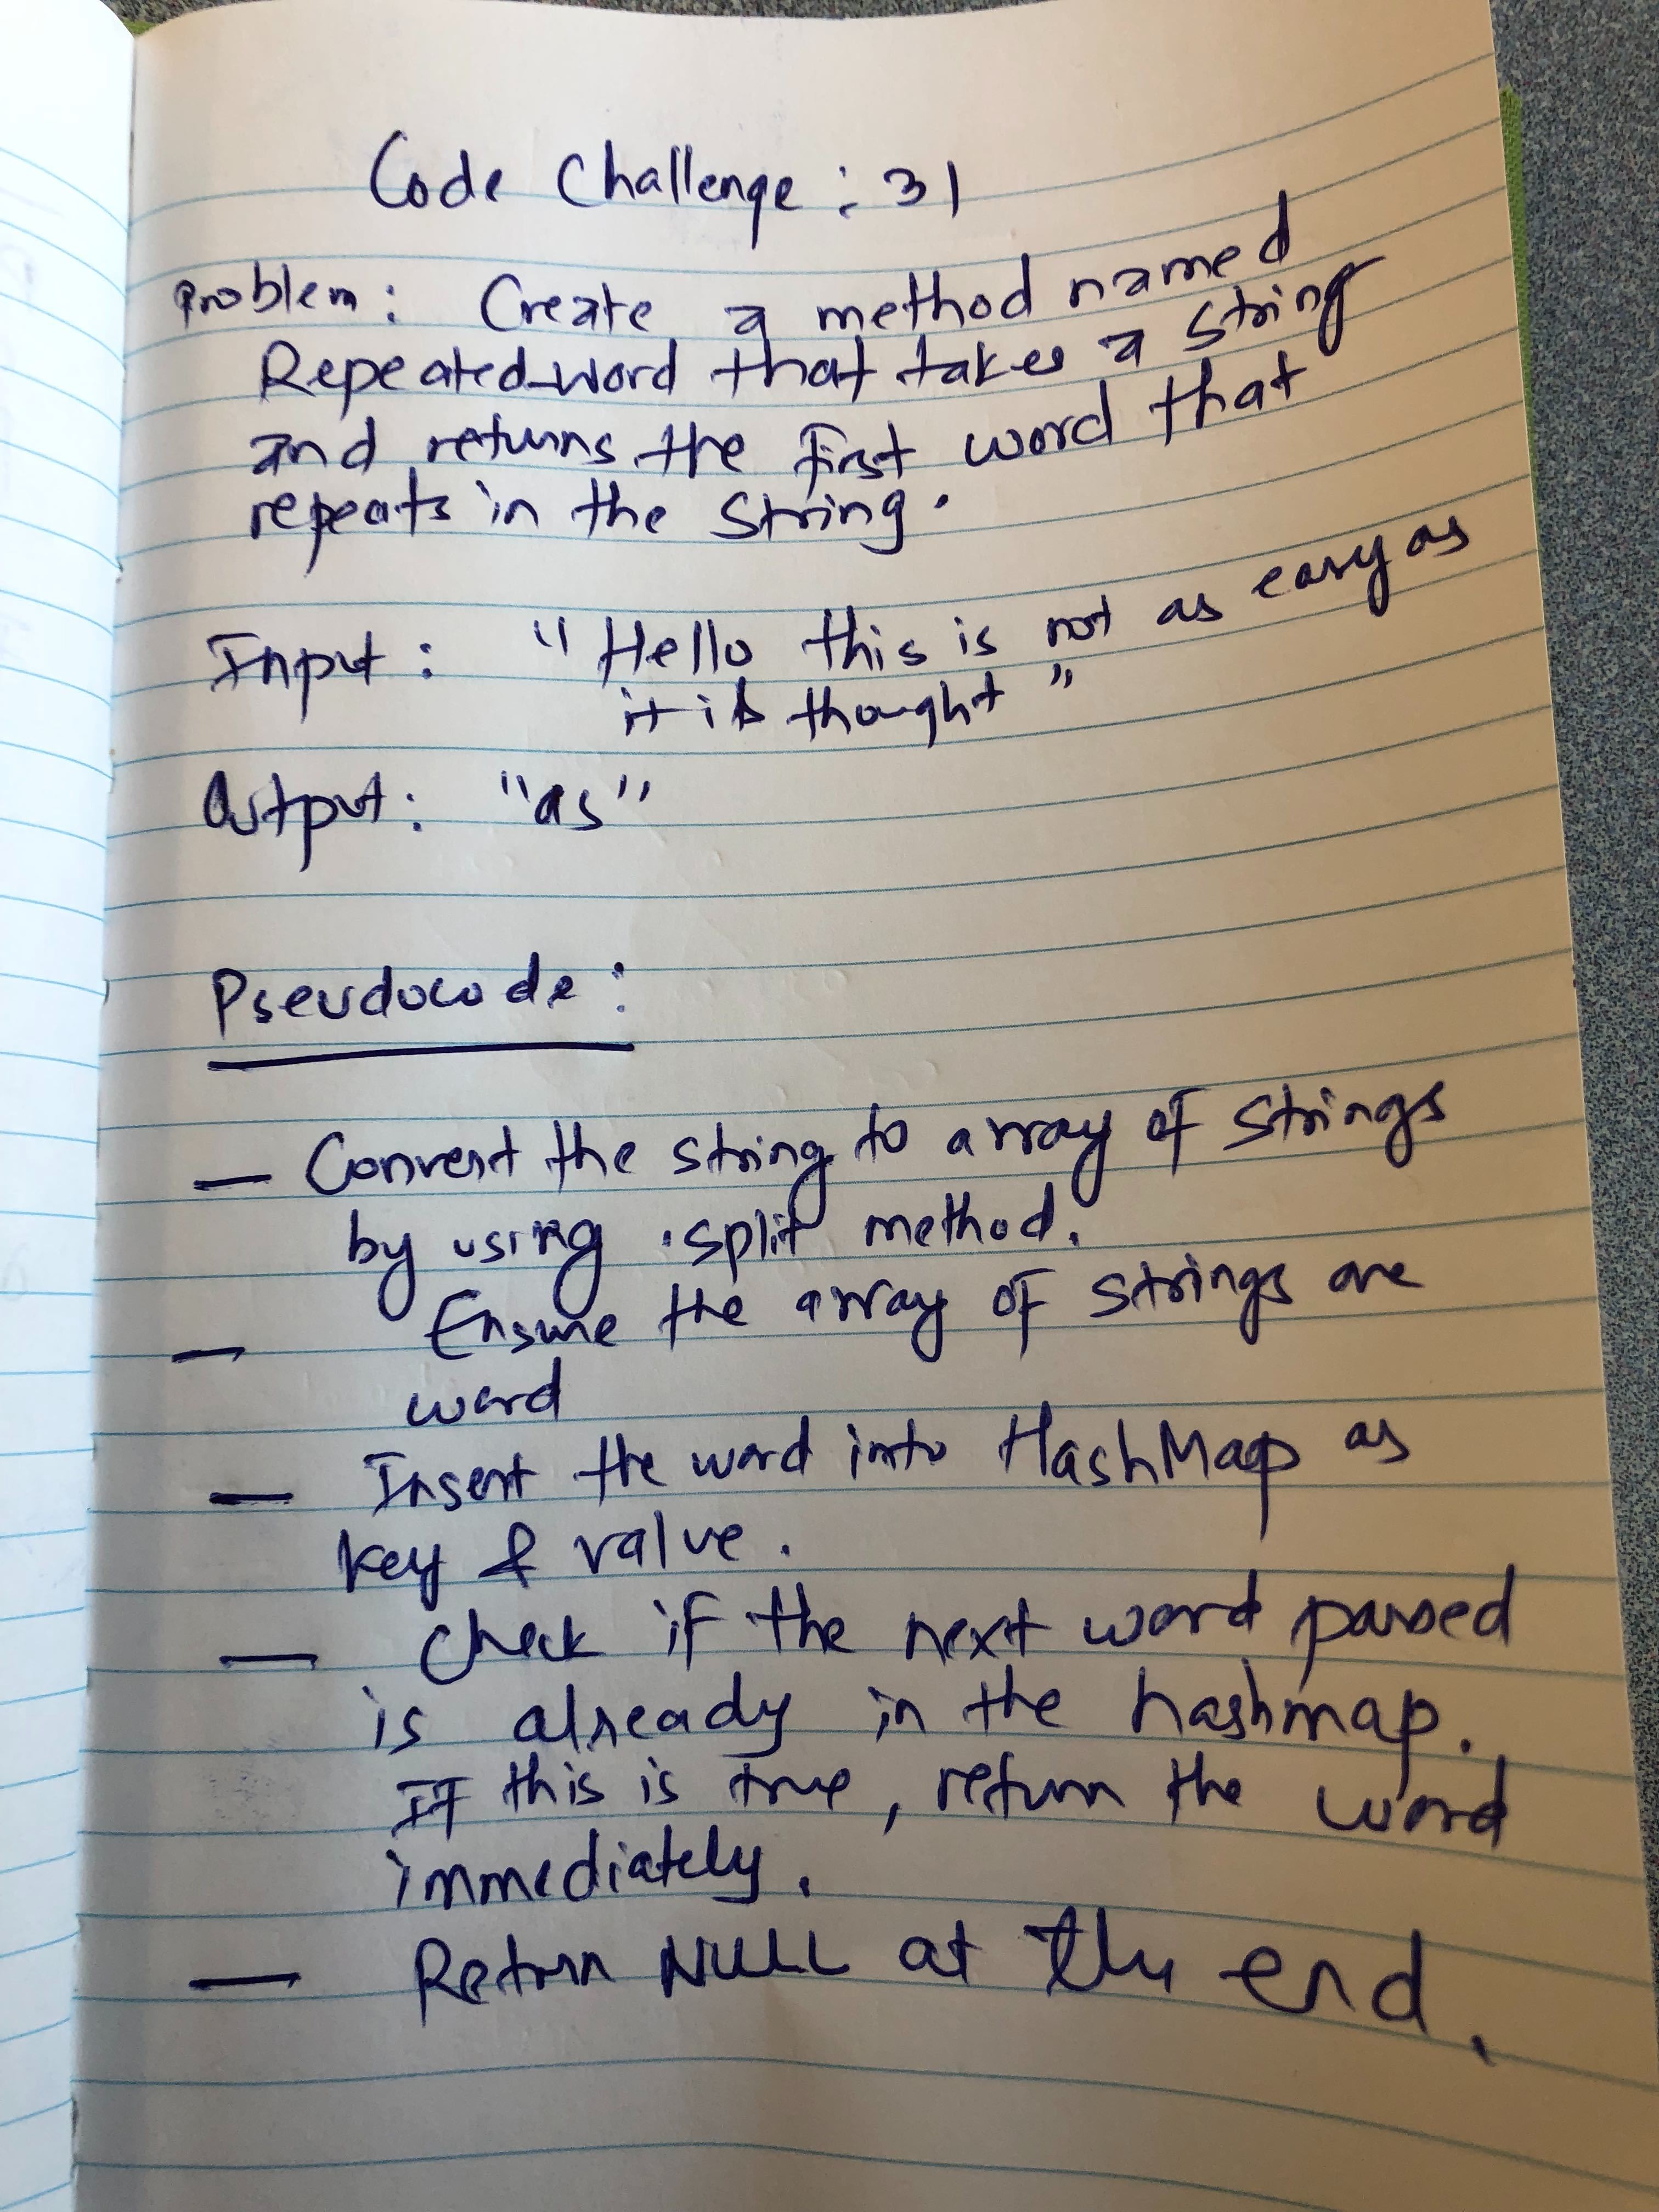 Code Challenge: 31
Problem: Create a method named
Repeated-word that takes a string
and returns the first word that
repeats in the string.
Input: "Hello this is not as easy as
it is thought"
Output: "as"
Pseudocode:
— Convert the string to array of strings
by using .split method.
— Ensure the array of strings are
word
— Insert the word into HashMap as
key & value.
— Check if the next word parsed
is already in the hashmap.
If this is true, return the word
immediately.
— Return NULL at the end.